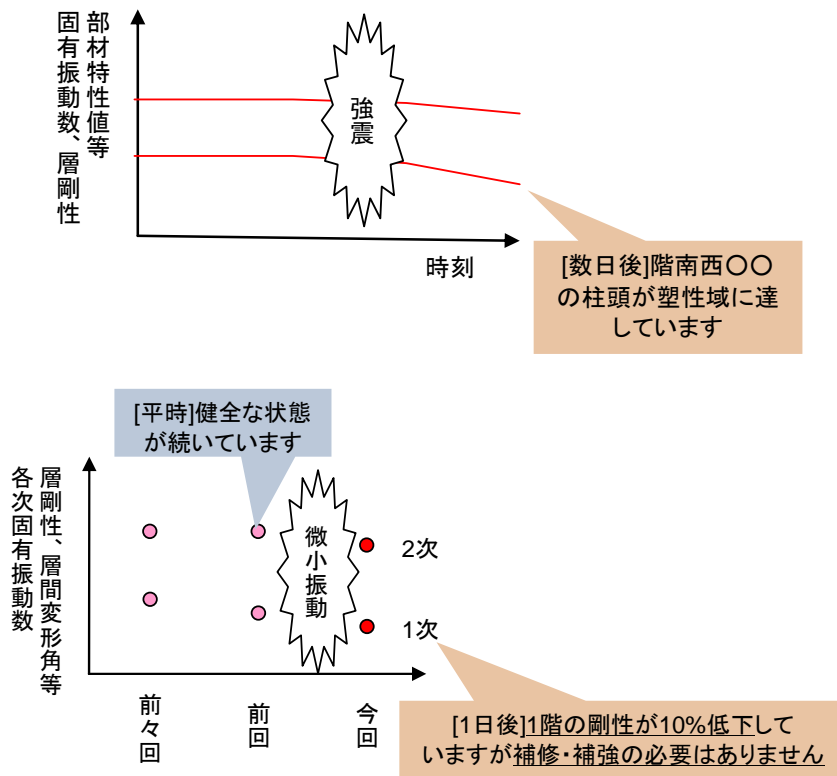 部材特性値等
固有振動数、層剛性
強震
時刻
[数日後]階南西〇〇
の柱頭が塑性域に達
しています
[平時]健全な状態
が続いています
層剛性、層間変形角等
各次固有振動数
微小振動
2次
1次
前々回
前回
今回
[1日後]1階の剛性が10%低下して
いますが補修・補強の必要はありません